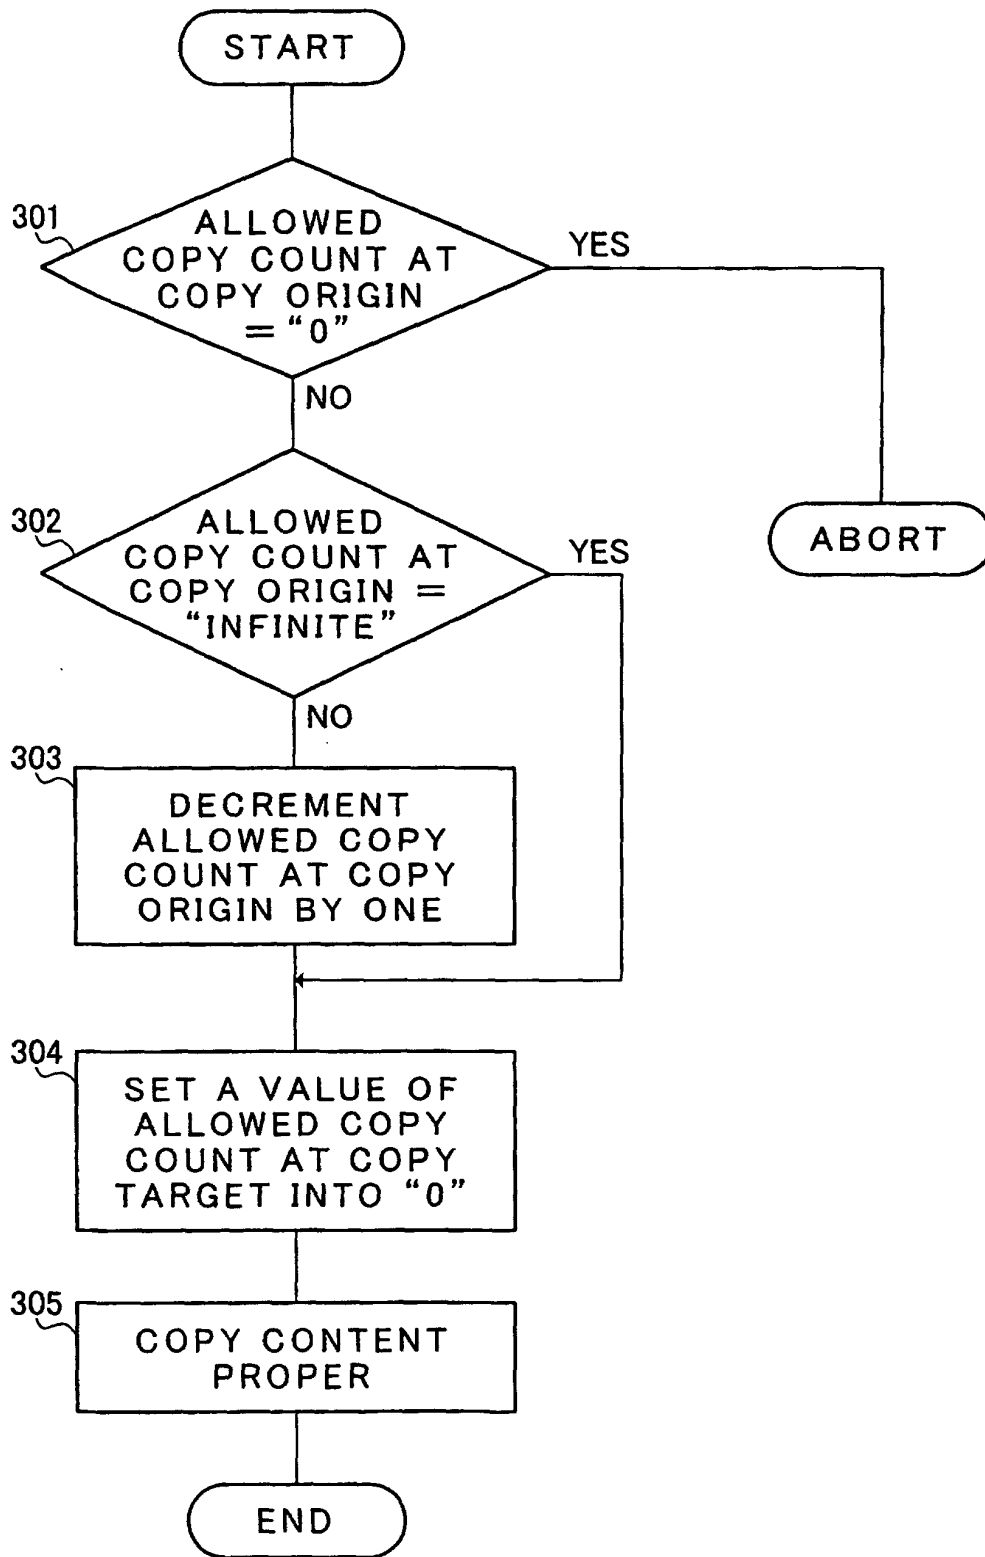 START
301
ALLOWED
COPY COUNT AT
COPY ORIGIN
= “0”
YES
NO
302
ALLOWED
COPY COUNT AT
COPY ORIGIN =
“INFINITE”
YES
ABORT
NO
303
DECREMENT
ALLOWED COPY
COUNT AT COPY
ORIGIN BY ONE
304
SET A VALUE OF
ALLOWED COPY
COUNT AT COPY
TARGET INTO “0”
305
COPY CONTENT
PROPER
END